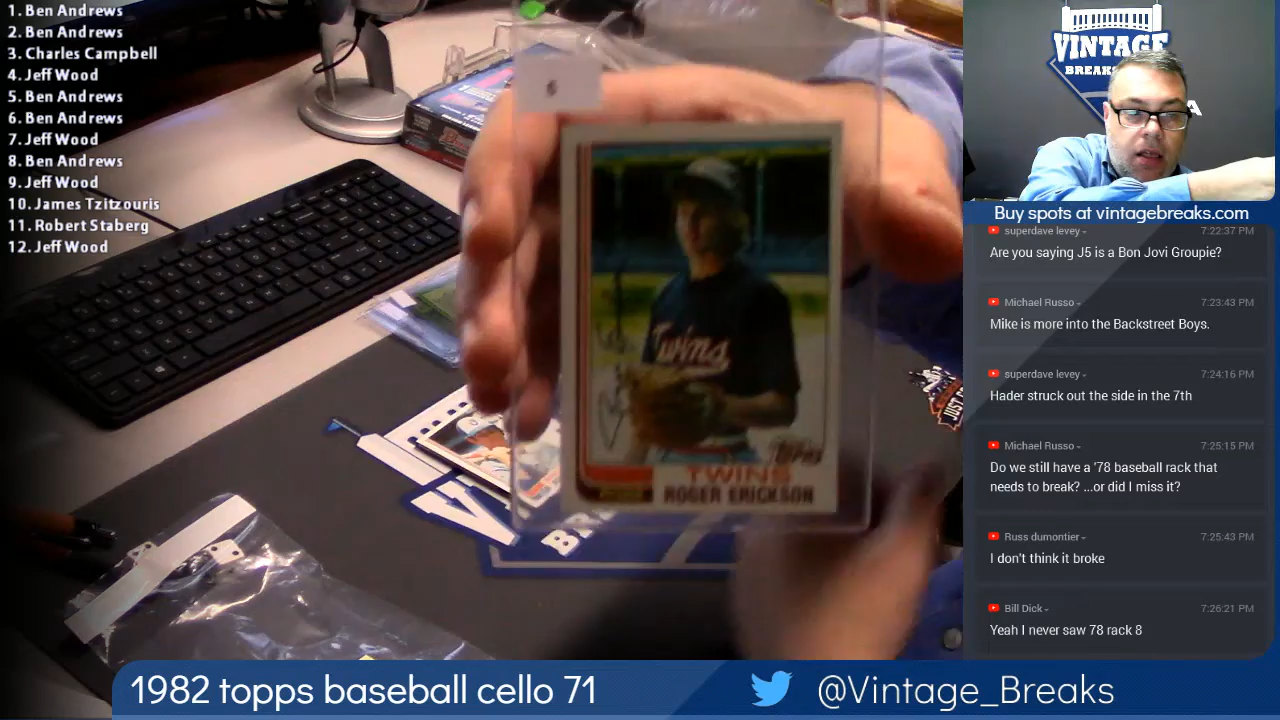 1. Ben Andrews
2. Ben Andrews
3. Charles Campbell
4. Jeff Wood
5. Ben Andrews
6. Ben Andrews
7. Jeff Wood
8. Ben Andrews
9. Jeff Wood
10. James Tzitzouris
11. Robert Staberg
12. Jeff Wood
Twins
topps
TWINS
ROGER ERICKSON
VINTAGE
BREAKS
Buy spots at vintagebreaks.com
superdave levey - 7:22:37 PM
Are you saying J5 is a Bon Jovi Groupie?
Michael Russo - 7:23:43 PM
Mike is more into the Backstreet Boys.
superdave levey - 7:24:16 PM
Hader struck out the side in the 7th
Michael Russo - 7:25:15 PM
Do we still have a '78 baseball rack that
needs to break? ...or did I miss it?
Russ dumontier - 7:25:43 PM
I don't think it broke
Bill Dick - 7:26:21 PM
Yeah I never saw 78 rack 8
1982 topps baseball cello 71
@Vintage_Breaks